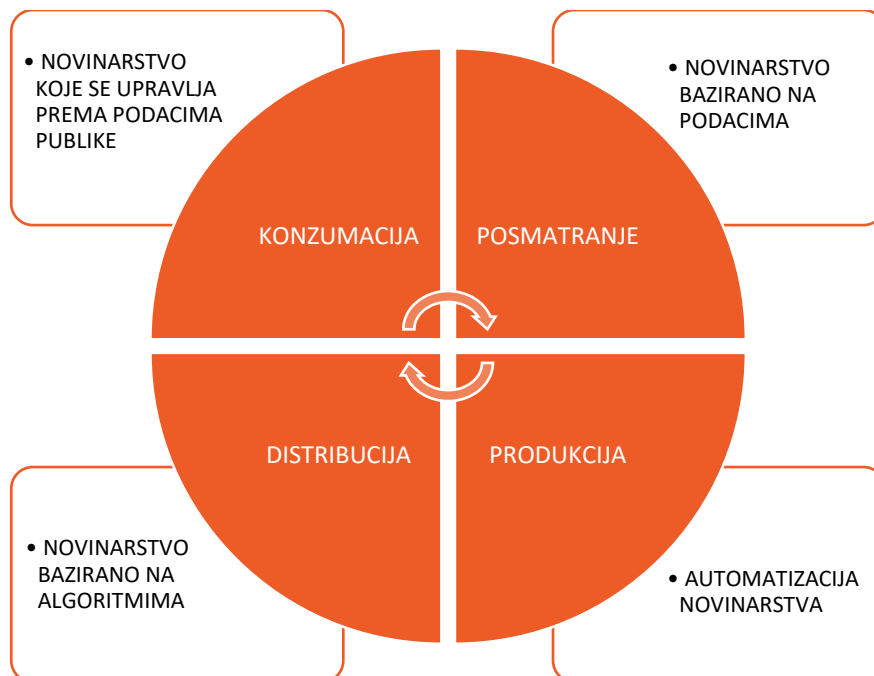 • NOVINARSTVO
KOJE SE UPRAVLJA
PREMA PODACIMA
PUBLIKE
• NOVINARSTVO
BAZIRANO NA
PODACIMA
KONZUMACIJA
POSMATRANJE
DISTRIBUCIJA
PRODUKCIJA
• NOVINARSTVO
BAZIRANO NA
ALGORITMIMA
• AUTOMATIZACIJA
NOVINARSTVA